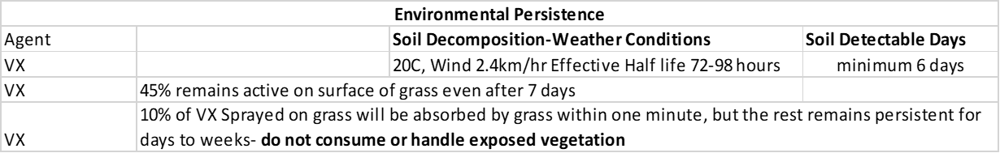 Environmental Persistence
Agent Soil Decomposition-Weather Conditions Soil Detectable Days
VX 20C, Wind 2.4km/hr Effective Half life 72-98 hours minimum 6 days
VX 45% remains active on surface of grass even after 7 days
10% of VX Sprayed on grass will be absorbed by grass within one minute, but the rest remains persistent for
VX days to weeks- do not consume or handle exposed vegetation